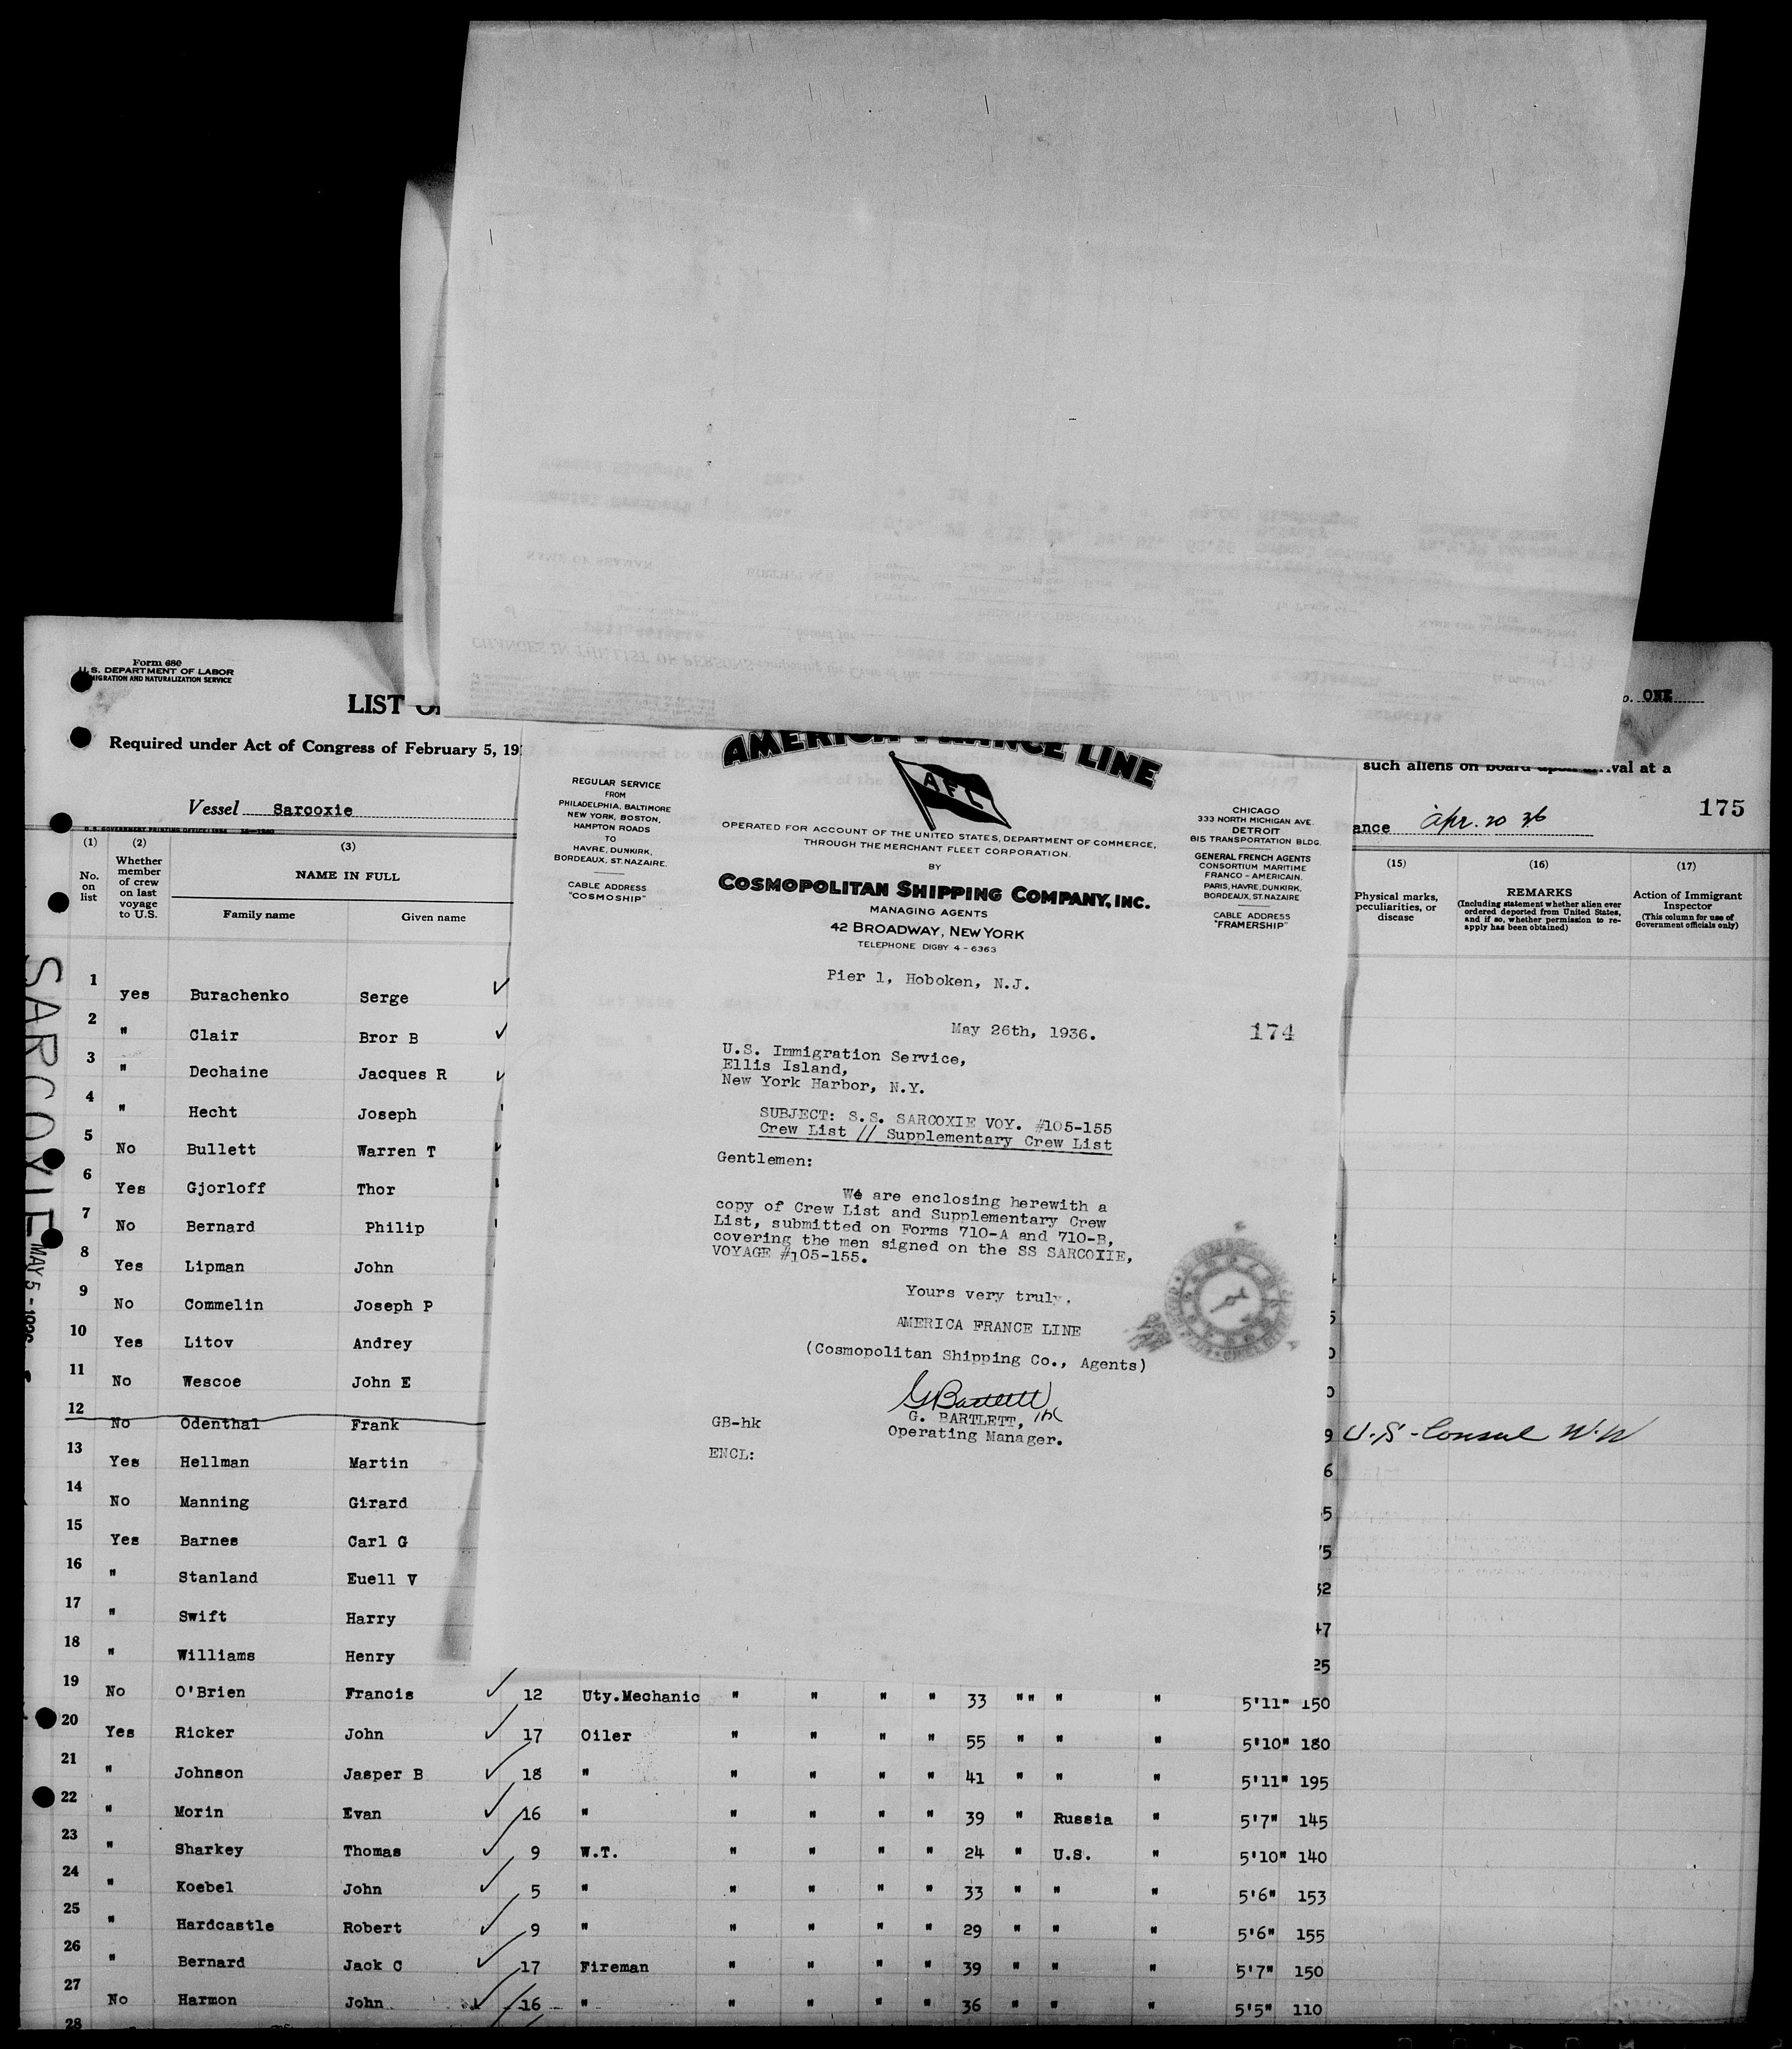 Form 680
U.S. DEPARTMENT OF LABOR
IMMIGRATION AND NATURALIZATION SERVICE
LIST
ONE
Required under Act of Congress of February 5, 19
such aliens on board upon arrival at a
Vessel Sarcoxie
ance Apr. 20 36
175
(1) (2) (3)
No. on list
Whether member of crew on last voyage to U.S.
NAME IN FULL
Family name Given name
(15) (16) (17)
Physical marks, peculiarities, or disease
REMARKS
(Including statement whether alien ever ordered deported from United States, and if so, whether permission to re-apply has been obtained)
Action of Immigrant Inspector
(This column for use of Government officials only)
SARCOXIE
MAY 5 - 1936
1 yes Burachenko Serge
2 " Clair Bror B
3 " Dechaine Jacques R
4 " Hecht Joseph
5 No Bullett Warren T
6 Yes Gjorloff Thor
7 No Bernard Philip
8 Yes Lipman John
9 No Commelin Joseph P
10 Yes Litov Andrey
11 No Wescoe John E
12 No Odenthal Frank 9 U.S. Consul W.W
13 Yes Hellman Martin 6
14 No Manning Girard 5
15 Yes Barnes Carl G 75
16 " Stanland Euell V 32
17 " Swift Harry 47
18 " Williams Henry 25
19 No O'Brien Francis 12 Uty.Mechanic " " " " 33 "" " " 5'11" 150
20 Yes Ricker John 17 Oiler " " " " 55 " " " 5'10" 180
21 " Johnson Jasper B 18 " " " " " 41 " " " 5'11" 195
22 " Morin Evan 16 " " " " " 39 " Russia " 5'7" 145
23 " Sharkey Thomas 9 W.T. " " " " 24 " U.S. " 5'10" 140
24 " Koebel John 5 " " " " " 33 " " " 5'6" 153
25 " Hardcastle Robert 9 " " " " " 29 " " " 5'6" 155
26 " Bernard Jack C 17 Fireman " " " " 39 " " " 5'7" 150
27 No Harmon John 16 " " " " " 36 " " " 5'5" 110
28
AMERICA FRANCE LINE
AFL
REGULAR SERVICE
FROM
PHILADELPHIA, BALTIMORE
NEW YORK, BOSTON,
HAMPTON ROADS
TO
HAVRE, DUNKIRK,
BORDEAUX, ST. NAZAIRE.
CABLE ADDRESS
"COSMOSHIP"
CHICAGO
333 NORTH MICHIGAN AVE.
DETROIT
815 TRANSPORTATION BLDG.
GENERAL FRENCH AGENTS
CONSORTIUM MARITIME
FRANCO - AMERICAIN.
PARIS, HAVRE, DUNKIRK,
BORDEAUX, ST. NAZAIRE
CABLE ADDRESS
"FRAMERSHIP"
OPERATED FOR ACCOUNT OF THE UNITED STATES, DEPARTMENT OF COMMERCE,
THROUGH THE MERCHANT FLEET CORPORATION.
BY
COSMOPOLITAN SHIPPING COMPANY, INC.
MANAGING AGENTS
42 BROADWAY, NEW YORK
TELEPHONE DIGBY 4 - 6363
Pier 1, Hoboken, N.J.
May 26th, 1936.
174
U.S. Immigration Service,
Ellis Island,
New York Harbor, N.Y.
SUBJECT: S.S. SARCOXIE VOY. #105-155
Crew List // Supplementary Crew List
Gentlemen:
We are enclosing herewith a
copy of Crew List and Supplementary Crew
List, submitted on Forms 710-A and 710-B,
covering the men signed on the SS SARCOXIE,
VOYAGE #105-155.
Yours very truly,
AMERICA FRANCE LINE
(Cosmopolitan Shipping Co., Agents)
G Bartlett
G. BARTLETT, hk
Operating Manager.
GB-hk
ENCL: